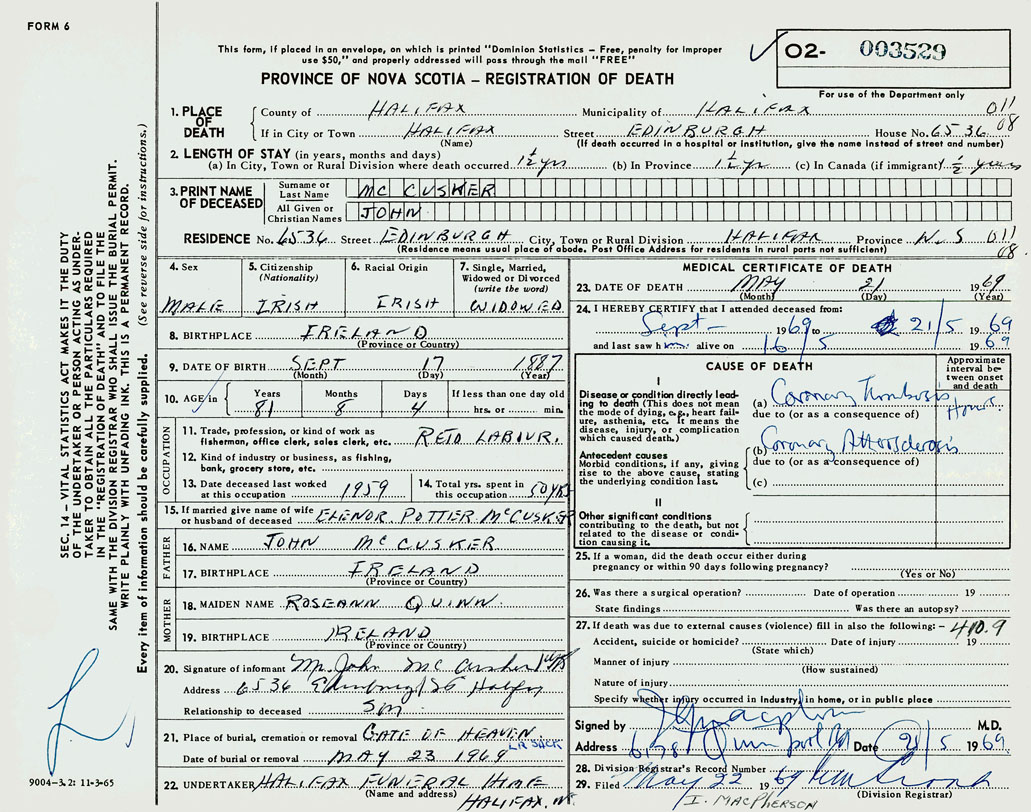 FORM 6
This form, if placed in an envelope, on which is printed "Dominion Statistics – Free, penalty for improper
use $50," and properly addressed will pass through the mail "FREE"
PROVINCE OF NOVA SCOTIA – REGISTRATION OF DEATH
02- 003529
For use of the Department only
1. PLACE OF DEATH County of HALIFAX Municipality of HALIFAX 011
If in City or Town HALIFAX Street EDINBURGH House No. 6536 08
(Name) (If death occurred in a hospital or institution, give the name instead of street and number)
2. LENGTH OF STAY (in years, months and days)
(a) In City, Town or Rural Division where death occurred 1½ yrs (b) In Province 1½ yr (c) In Canada (if immigrant) 1½ years
3. PRINT NAME OF DECEASED Surname or Last Name MC CUSKER
All Given or Christian Names JOHN
RESIDENCE No. 6536 Street EDINBURGH City, Town or Rural Division HALIFAX Province N.S 011
(Residence means usual place of abode. Post Office Address for residents in rural parts not sufficient) 08
4. Sex MALE
5. Citizenship (Nationality) IRISH
6. Racial Origin IRISH
7. Single, Married, Widowed or Divorced (write the word) WIDOWED
8. BIRTHPLACE IRELAND
(Province or Country)
9. DATE OF BIRTH SEPT 17 1887
(Month) (Day) (Year)
10. AGE in Years 81 Months 8 Days 4 If less than one day old hrs. or min.
OCCUPATION
11. Trade, profession, or kind of work as fisherman, office clerk, sales clerk, etc. RETD LABOUR.
12. Kind of industry or business, as fishing, bank, grocery store, etc.
13. Date deceased last worked at this occupation 1959
14. Total yrs. spent in this occupation 50 yrs
15. If married give name of wife or husband of deceased ELENOR POTTER MCCUSKER
FATHER
16. NAME JOHN MC CUSKER
17. BIRTHPLACE IRELAND
(Province or Country)
MOTHER
18. MAIDEN NAME ROSEANN QUINN
19. BIRTHPLACE IRELAND
(Province or Country)
20. Signature of informant Mr. John Mc Cusker
Address 6536 Edinburg St Halifax
Relationship to deceased Son
21. Place of burial, cremation or removal GATE OF HEAVEN
LR SACK
Date of burial or removal MAY 23 1969
22. UNDERTAKER HALIFAX FUNERAL HOME
(Name and address) HALIFAX, N.S.
MEDICAL CERTIFICATE OF DEATH
23. DATE OF DEATH MAY 21 1969
(Month) (Day) (Year)
24. I HEREBY CERTIFY that I attended deceased from:
Sept- 1969 to 21/5 1969
and last saw him alive on 16/5 1969
CAUSE OF DEATH
Approximate interval between onset and death
I
Disease or condition directly leading to death (This does not mean the mode of dying, e.g., heart failure, asthenia, etc. It means the disease, injury, or complication which caused death.)
(a) Coronary Thrombosis Hour
due to (or as a consequence of)
Antecedent causes
Morbid conditions, if any, giving rise to the above cause, stating the underlying condition last.
(b) Coronary Atherosclerosis
due to (or as a consequence of)
(c)
II
Other significant conditions contributing to the death, but not related to the disease or condition causing it.
25. If a woman, did the death occur either during
pregnancy or within 90 days following pregnancy?
(Yes or No)
26. Was there a surgical operation? Date of operation 19
State findings Was there an autopsy?
27. If death was due to external causes (violence) fill in also the following: – 410.9
Accident, suicide or homicide? Date of injury 19
(State which)
Manner of injury
(How sustained)
Nature of injury
Specify whether injury occurred in industry, in home, or in public place
Signed by M.D.
Address Date 21/5 1969
28. Division Registrar's Record Number
29. Filed May 22 1969
(Division Registrar)
I. MACPHERSON
SEC. 14 – VITAL STATISTICS ACT MAKES IT THE DUTY
OF THE UNDERTAKER OR PERSON ACTING AS UNDER-
TAKER TO OBTAIN ALL THE PARTICULARS REQUIRED
IN THE "REGISTRATION OF DEATH" AND TO FILE THE
SAME WITH THE DIVISION REGISTRAR WHO SHALL ISSUE THE BURIAL PERMIT.
WRITE PLAINLY WITH UNFADING INK. THIS IS A PERMANENT RECORD.
Every item of information should be carefully supplied. (See reverse side for instructions.)
9004-3.2: 11-3-65